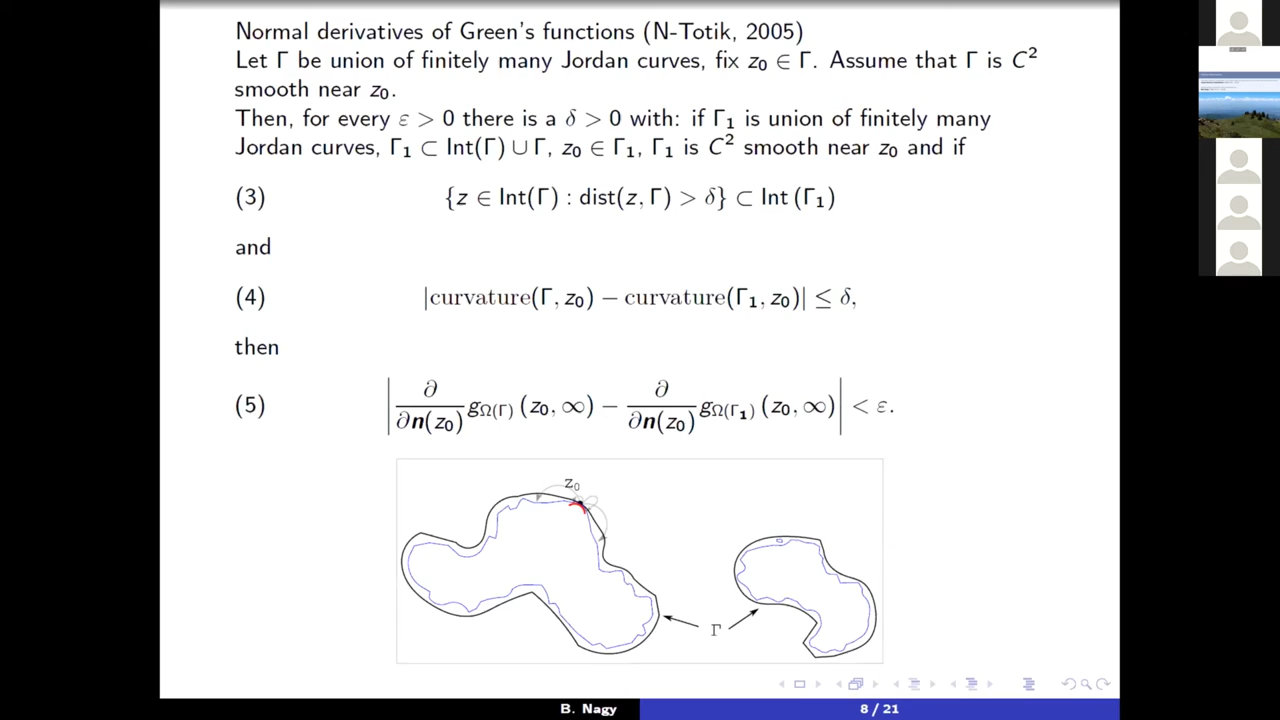 Normal derivatives of Green's functions (N-Totik, 2005)
Let Γ be union of finitely many Jordan curves, fix z₀ ∈ Γ. Assume that Γ is C²
smooth near z₀.
Then, for every ε > 0 there is a δ > 0 with: if Γ₁ is union of finitely many
Jordan curves, Γ₁ ⊂ Int(Γ) ∪ Γ, z₀ ∈ Γ₁, Γ₁ is C² smooth near z₀ and if
(3) {z ∈ Int(Γ) : dist(z, Γ) > δ} ⊂ Int (Γ₁)
and
(4) |curvature(Γ, z₀) − curvature(Γ₁, z₀)| ≤ δ,
then
(5) | ∂/∂n(z₀) g_Ω(Γ) (z₀, ∞) − ∂/∂n(z₀) g_Ω(Γ₁) (z₀, ∞) | < ε.
z₀
Γ
B. Nagy 8 / 21